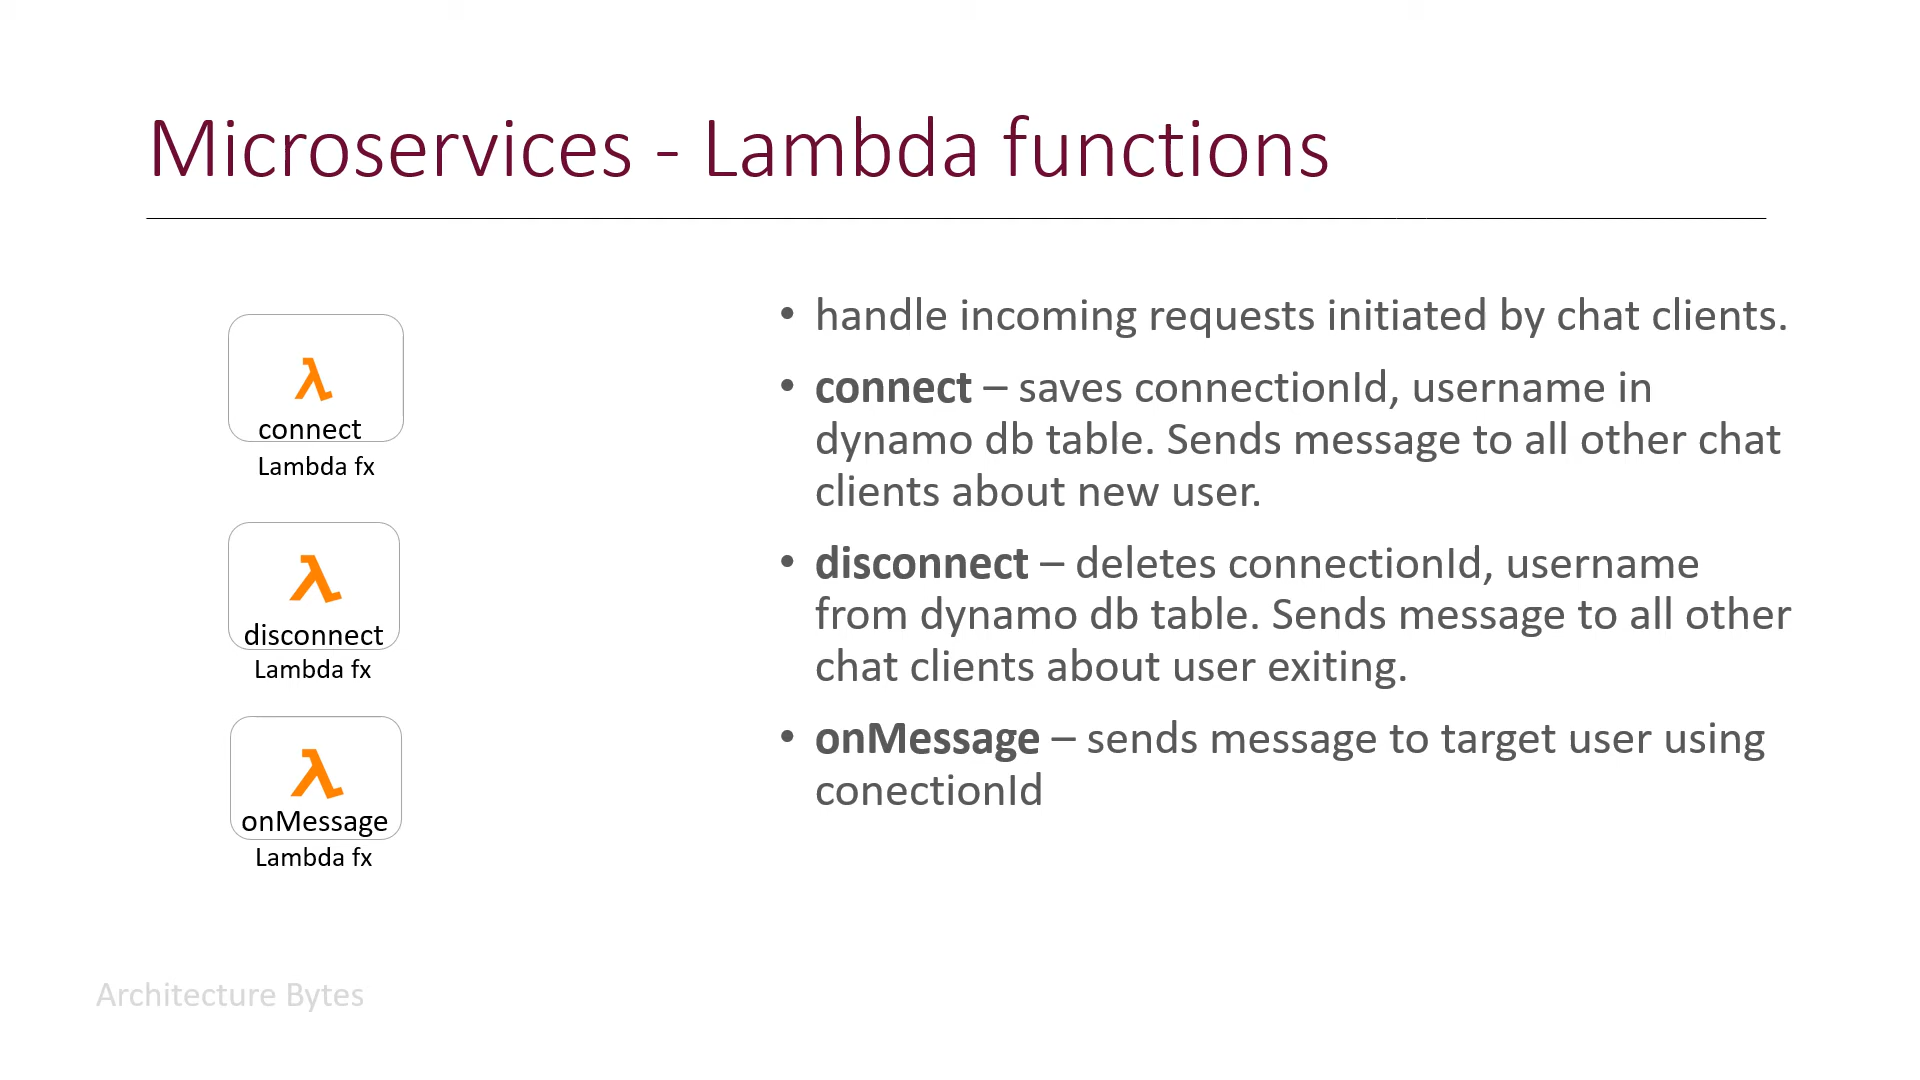 Microservices - Lambda functions
connect
Lambda fx
disconnect
Lambda fx
onMessage
Lambda fx
• handle incoming requests initiated by chat clients.
• connect – saves connectionId, username in
dynamo db table. Sends message to all other chat
clients about new user.
• disconnect – deletes connectionId, username
from dynamo db table. Sends message to all other
chat clients about user exiting.
• onMessage – sends message to target user using
conectionId
Architecture Bytes